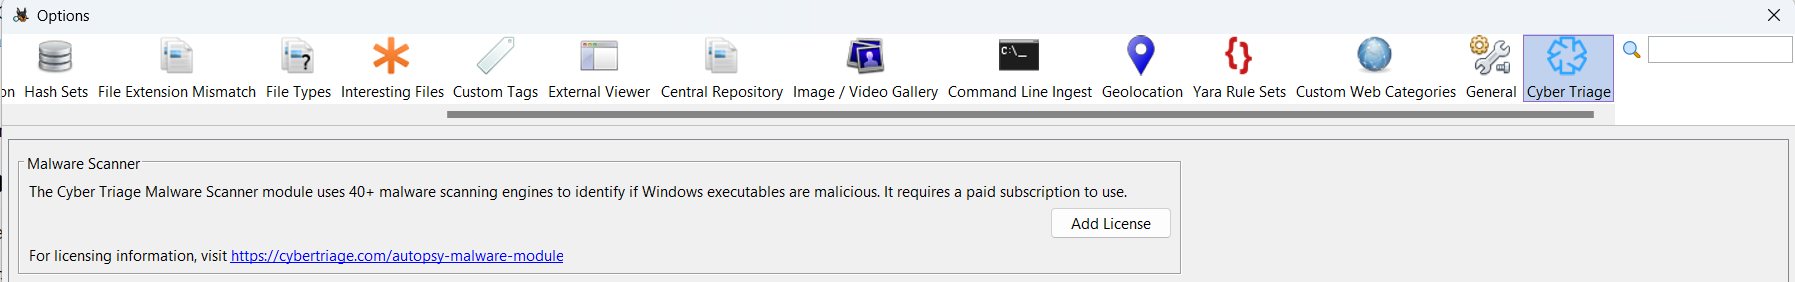 Options
on Hash Sets File Extension Mismatch File Types Interesting Files Custom Tags External Viewer Central Repository Image / Video Gallery Command Line Ingest Geolocation Yara Rule Sets Custom Web Categories General Cyber Triage
Malware Scanner
The Cyber Triage Malware Scanner module uses 40+ malware scanning engines to identify if Windows executables are malicious. It requires a paid subscription to use.
Add License
For licensing information, visit https://cybertriage.com/autopsy-malware-module